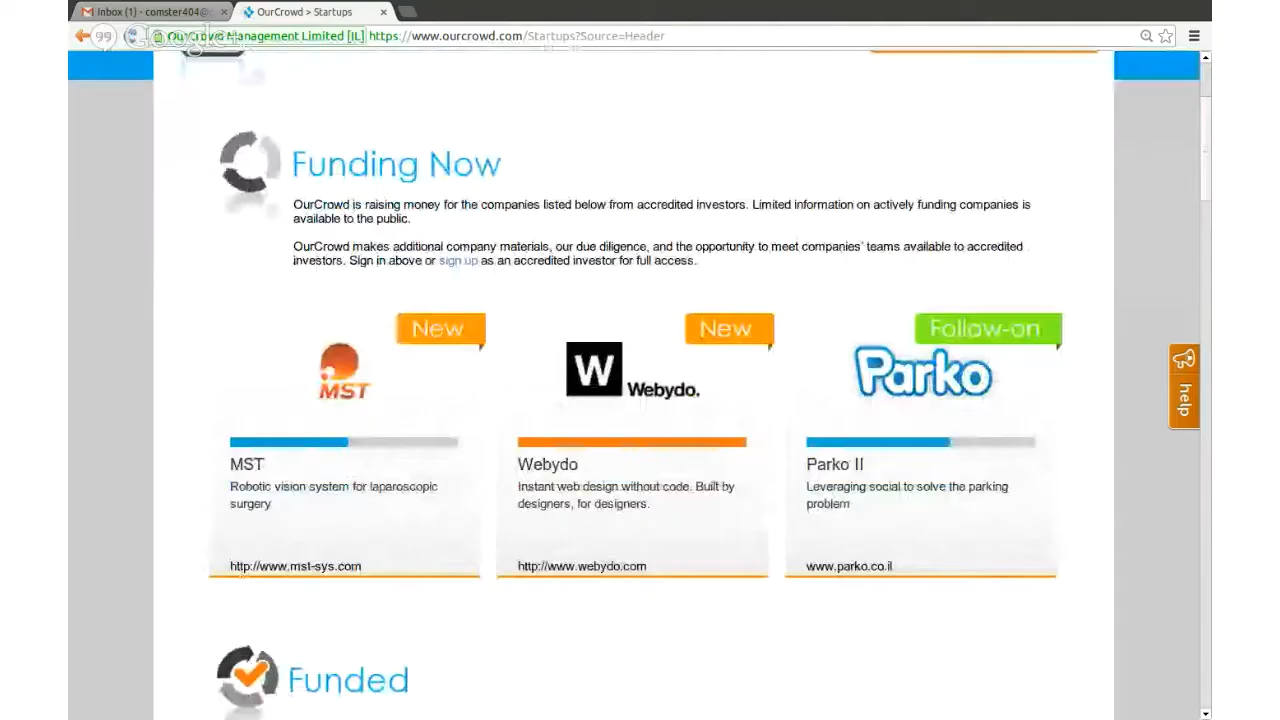 Inbox (1) - comster404@
OurCrowd > Startups
99
Google+
OurCrowd Management Limited [IL] https://www.ourcrowd.com/Startups?Source=Header
Funding Now
OurCrowd is raising money for the companies listed below from accredited investors. Limited information on actively funding companies is
available to the public.
OurCrowd makes additional company materials, our due diligence, and the opportunity to meet companies' teams available to accredited
investors. Sign in above or sign up as an accredited investor for full access.
New
New
Follow-on
MST
W Webydo.
Parko
help
MST
Webydo
Parko II
Robotic vision system for laparoscopic
surgery
Instant web design without code. Built by
designers, for designers.
Leveraging social to solve the parking
problem
http://www.mst-sys.com
http://www.webydo.com
www.parko.co.il
Funded